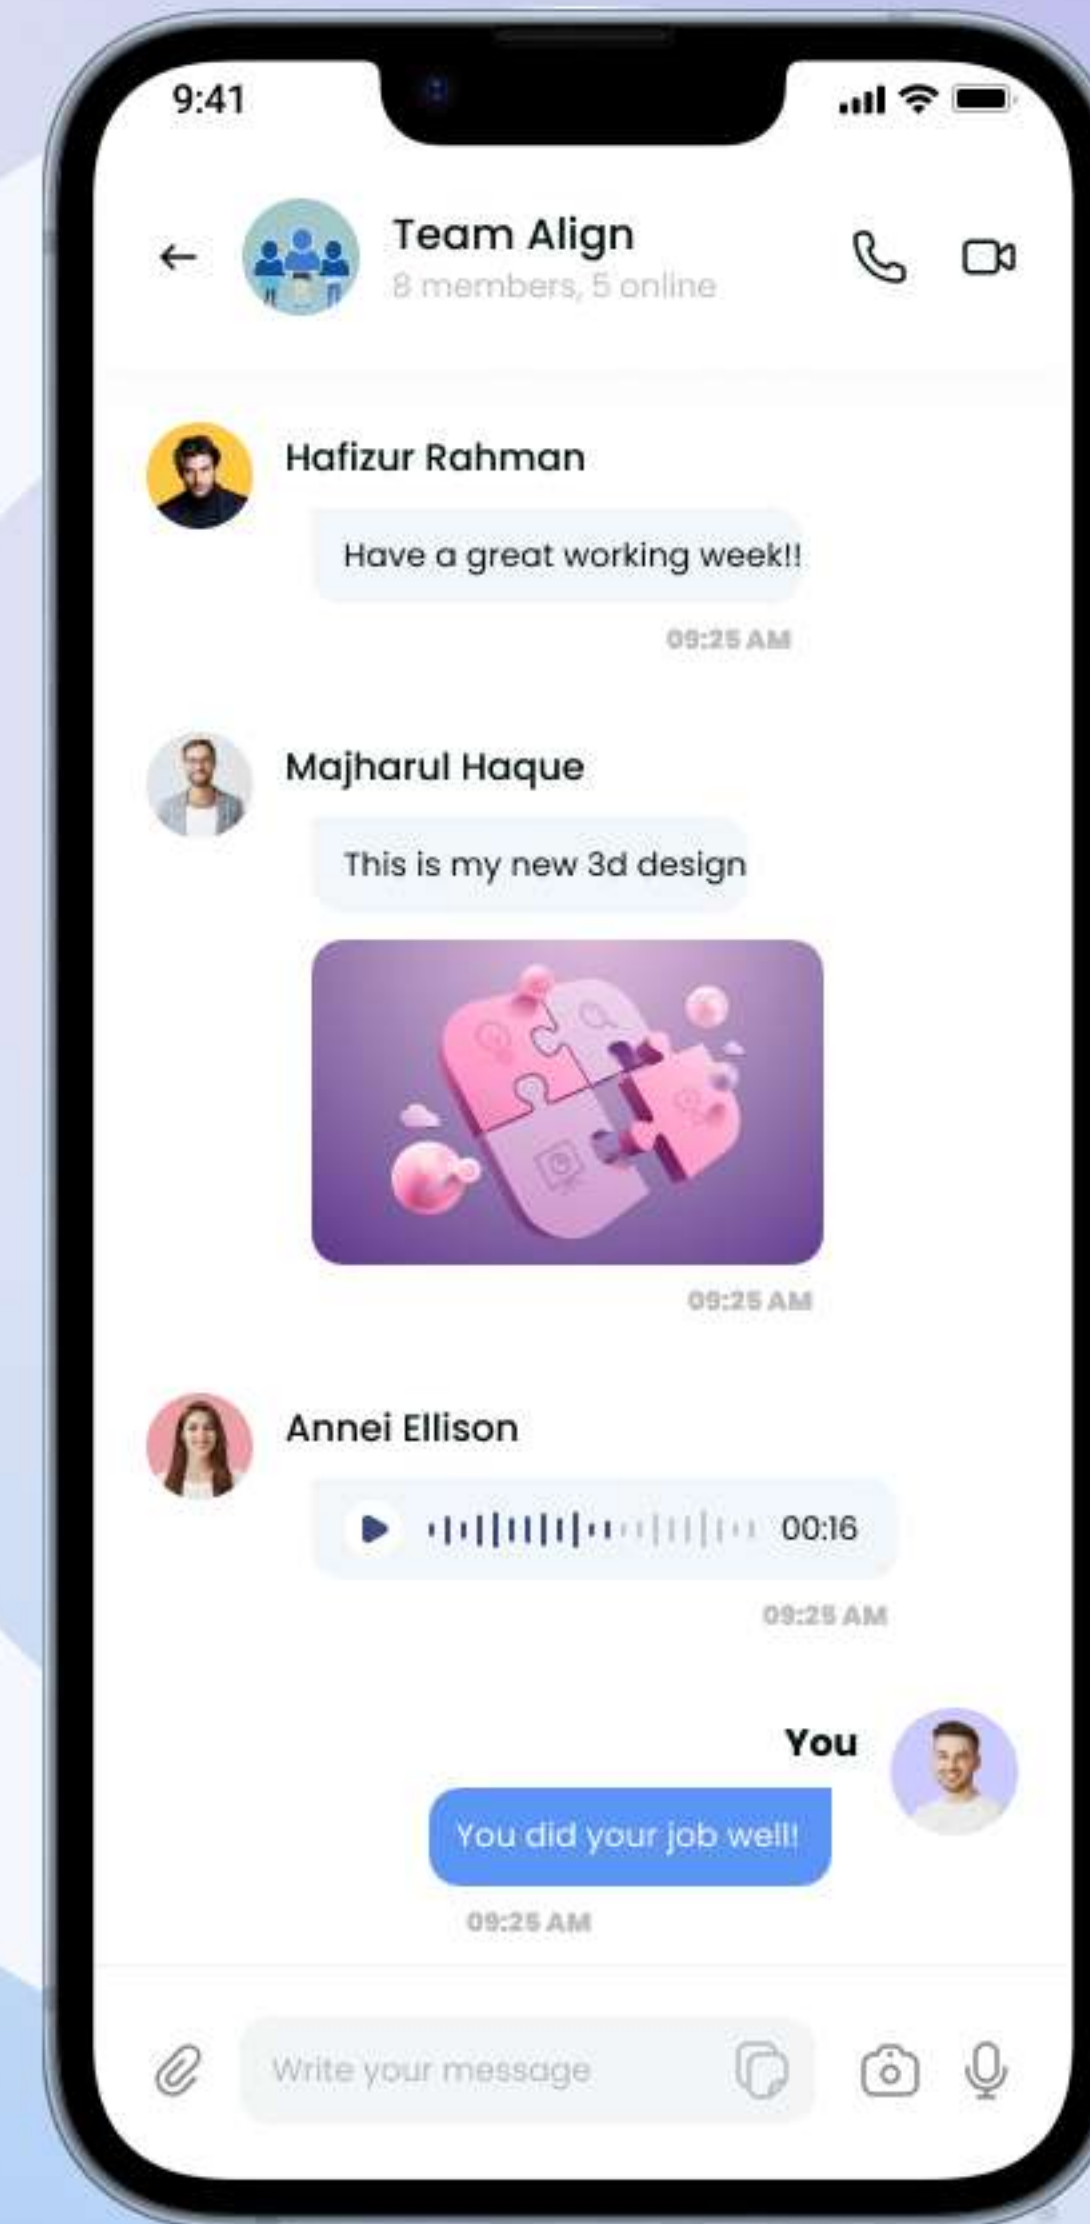 9:41
Team Align
8 members, 5 online
Hafizur Rahman
Have a great working week!!
09:25 AM
Majharul Haque
This is my new 3d design
09:25 AM
Annei Ellison
00:16
09:25 AM
You
You did your job well!
09:25 AM
Write your message